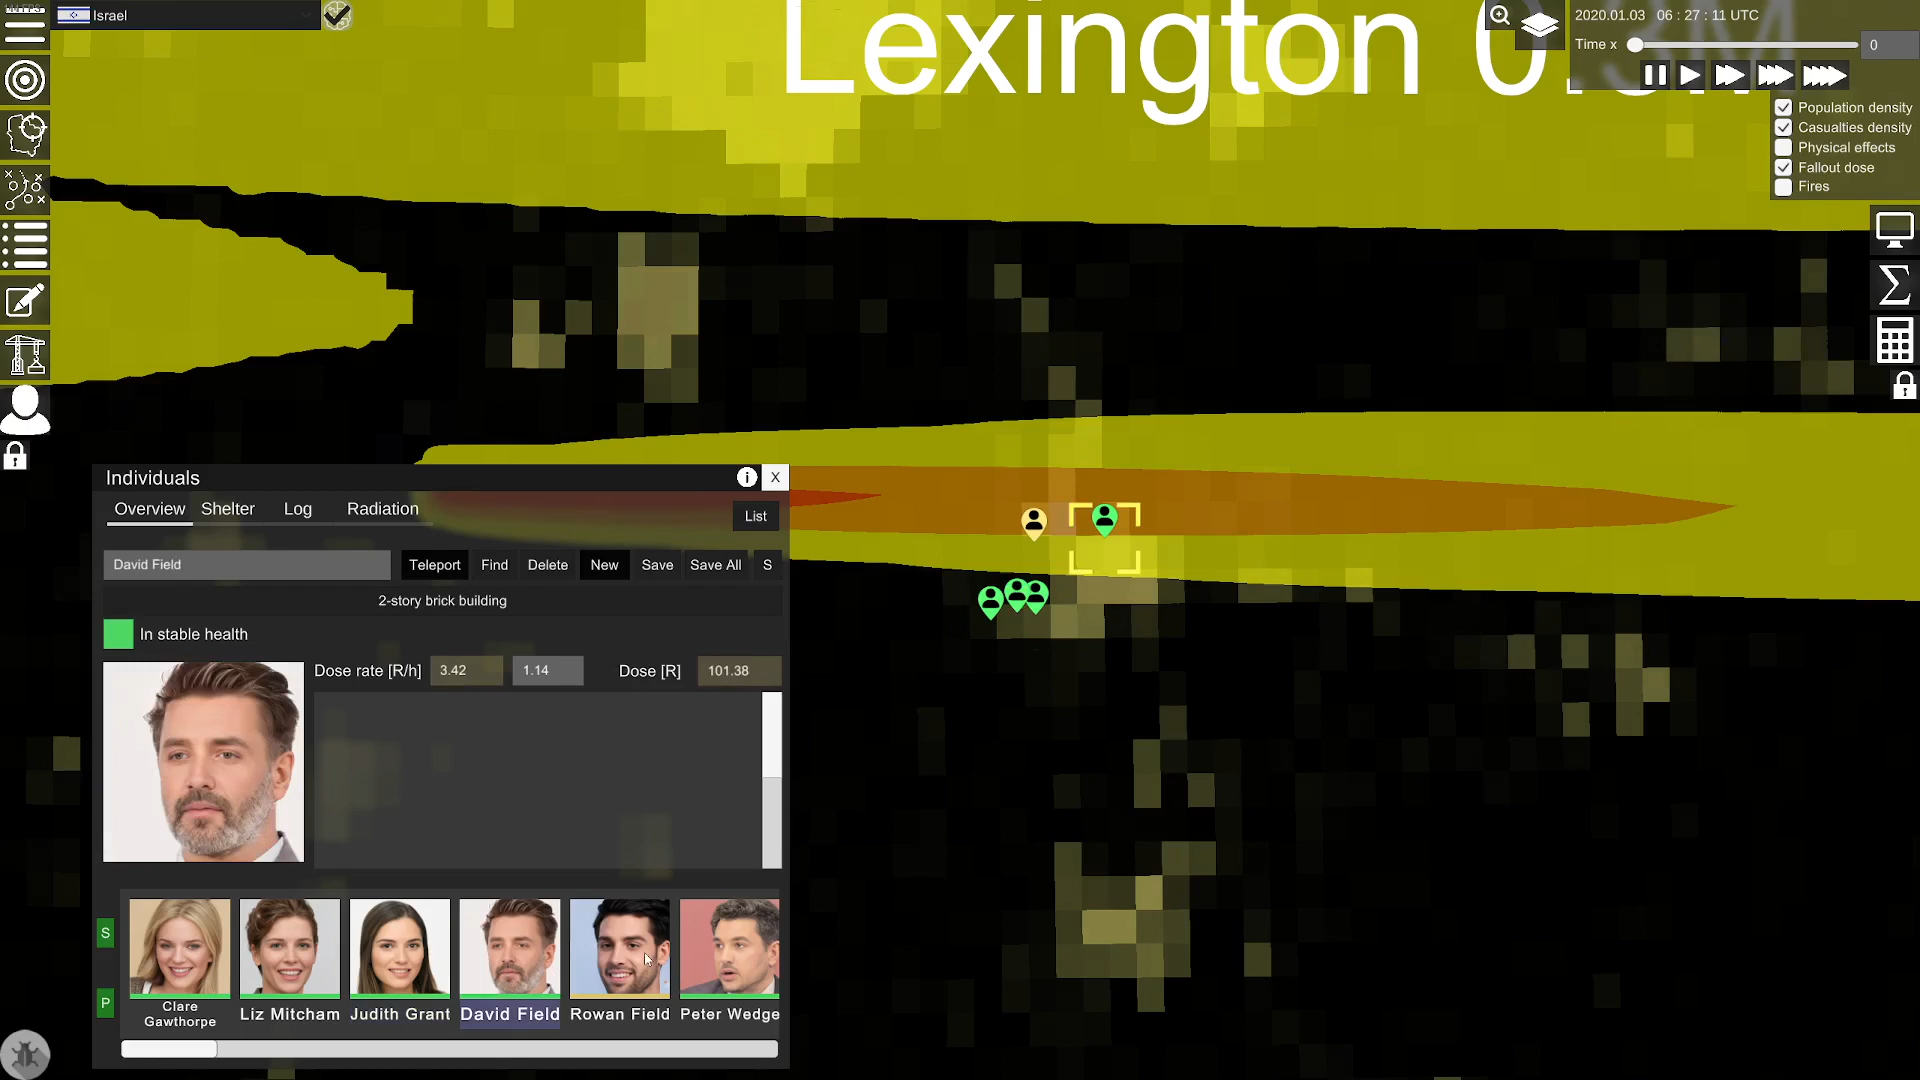 Israel
Lexington
2020.01.03 06 : 27 : 11 UTC
Time x
0
Population density
Casualties density
Physical effects
Fallout dose
Fires
Individuals
i
X
Overview
Shelter
Log
Radiation
List
David Field
Teleport
Find
Delete
New
Save
Save All
S
2-story brick building
In stable health
Dose rate [R/h]
3.42
1.14
Dose [R]
101.38
S
P
Clare
Gawthorpe
Liz Mitcham
Judith Grant
David Field
Rowan Field
Peter Wedge